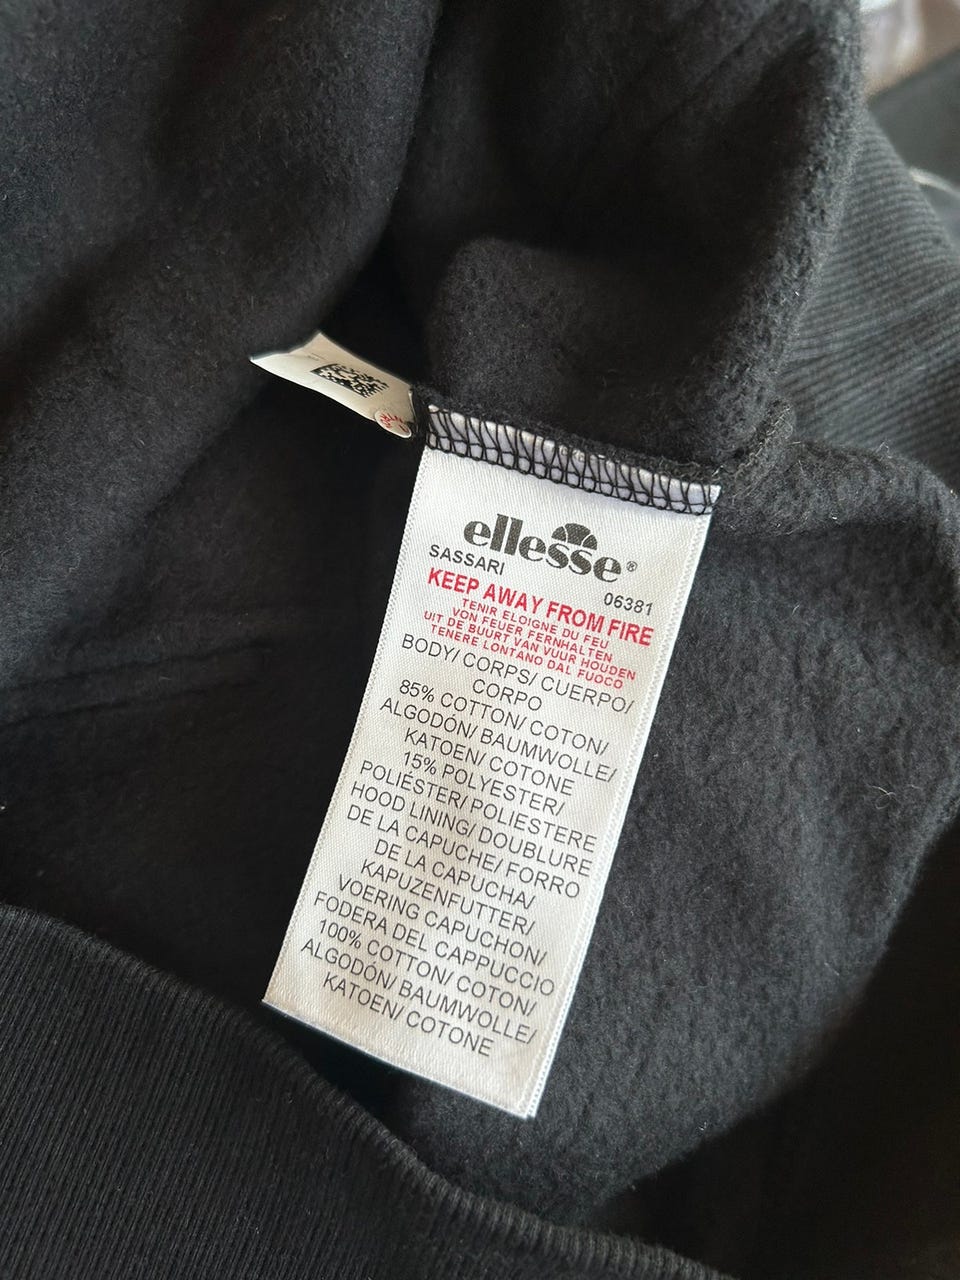 ellesse®
SASSARI
06381
KEEP AWAY FROM FIRE
TENIR ELOIGNE DU FEU
VON FEUER FERNHALTEN
UIT DE BUURT VAN VUUR HOUDEN
TENERE LONTANO DAL FUOCO
BODY/ CORPS/ CUERPO/
CORPO
85% COTTON/ COTON/
ALGODÓN/ BAUMWOLLE/
KATOEN/ COTONE
15% POLYESTER/
POLIÉSTER/ POLIESTERE
HOOD LINING/ DOUBLURE
DE LA CAPUCHE/ FORRO
DE LA CAPUCHA/
KAPUZENFUTTER/
VOERING CAPUCHON/
FODERA DEL CAPPUCCIO
100% COTTON/ COTON/
ALGODÓN/ BAUMWOLLE/
KATOEN/ COTONE